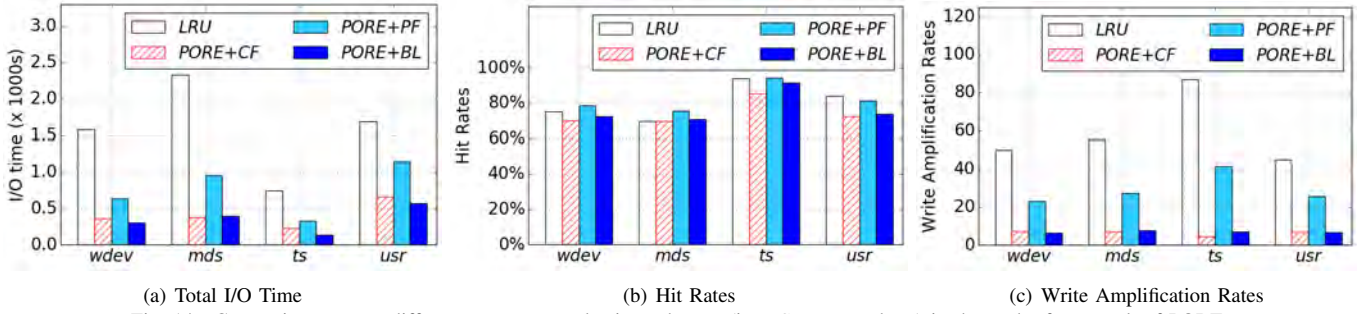 I/O time (x 1000s)
3.0
2.5
2.0
1.5
1.0
0.5
0.0
LRU
PORE+CF
PORE+PF
PORE+BL
wdev
mds
ts
usr
(a) Total I/O Time
Hit Rates
100%
80%
60%
40%
20%
0%
LRU
PORE+CF
PORE+PF
PORE+BL
wdev
mds
ts
usr
(b) Hit Rates
Write Amplification Rates
120
100
80
60
40
20
0
LRU
PORE+CF
PORE+PF
PORE+BL
wdev
mds
ts
usr
(c) Write Amplification Rates